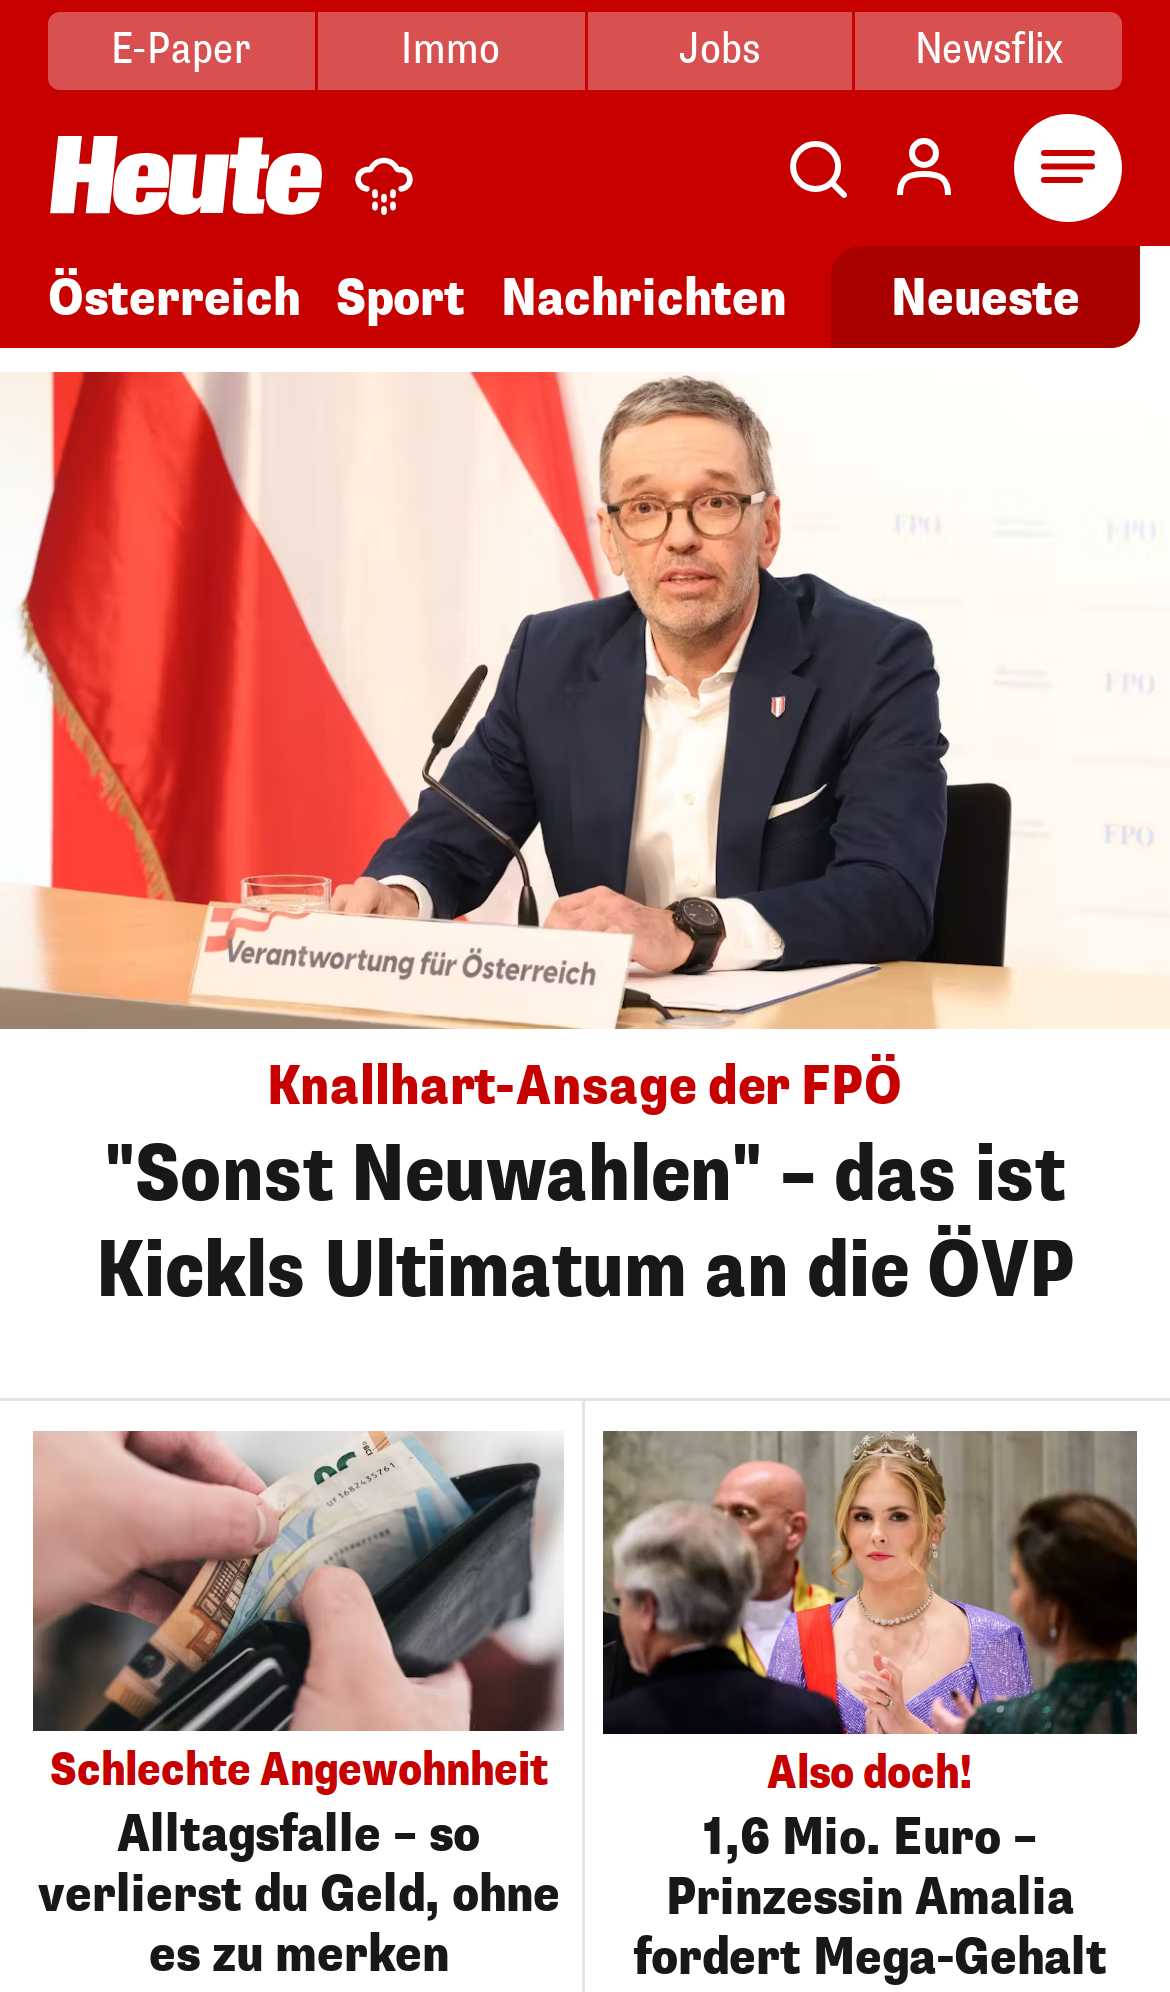 E-Paper
Immo
Jobs
Newsflix
Heute
Österreich
Sport
Nachrichten
Neueste
FPÖ
FPÖ
FPÖ
FPÖ
Verantwortung für Österreich
Knallhart-Ansage der FPÖ
"Sonst Neuwahlen" – das ist
Kickls Ultimatum an die ÖVP
Schlechte Angewohnheit
Alltagsfalle – so
verlierst du Geld, ohne
es zu merken
Also doch!
1,6 Mio. Euro –
Prinzessin Amalia
fordert Mega-Gehalt